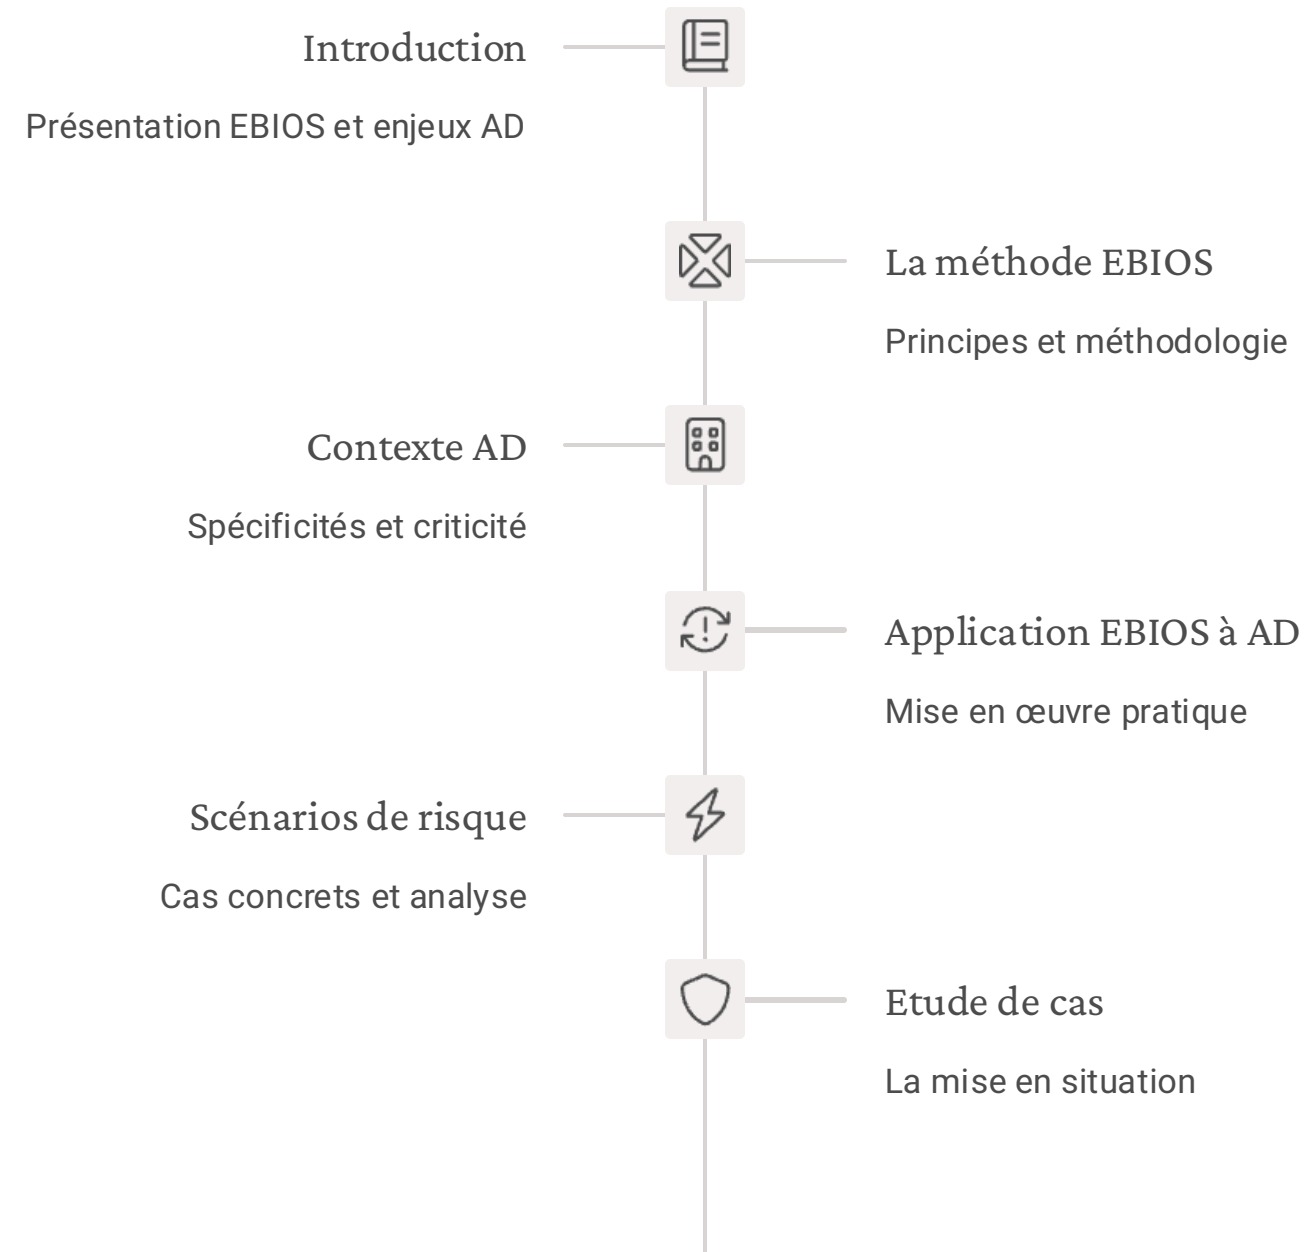 Introduction
Présentation EBIOS et enjeux AD
La méthode EBIOS
Principes et méthodologie
Contexte AD
Spécificités et criticité
Application EBIOS à AD
Mise en œuvre pratique
Scénarios de risque
Cas concrets et analyse
Etude de cas
La mise en situation